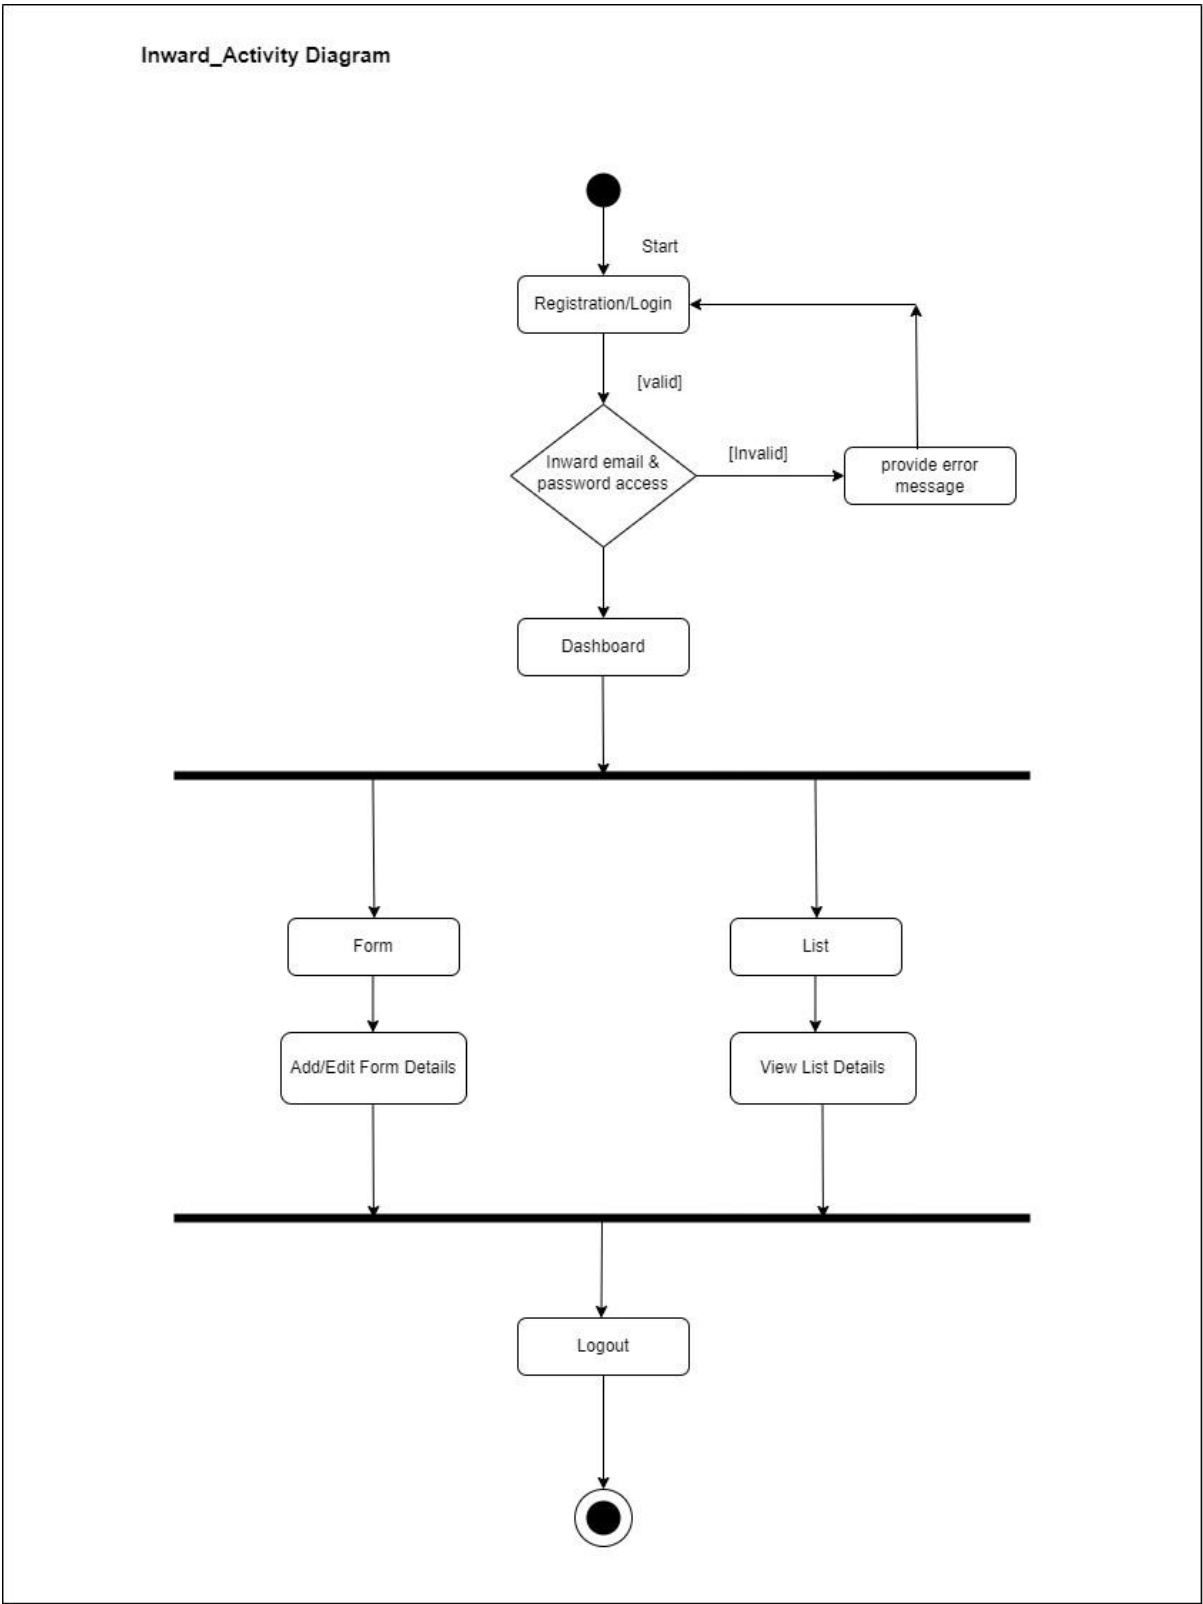 Inward_Activity Diagram
Start
Registration/Login
[valid]
Inward email &
password access
[Invalid]
provide error
message
Dashboard
Form
List
Add/Edit Form Details
View List Details
Logout